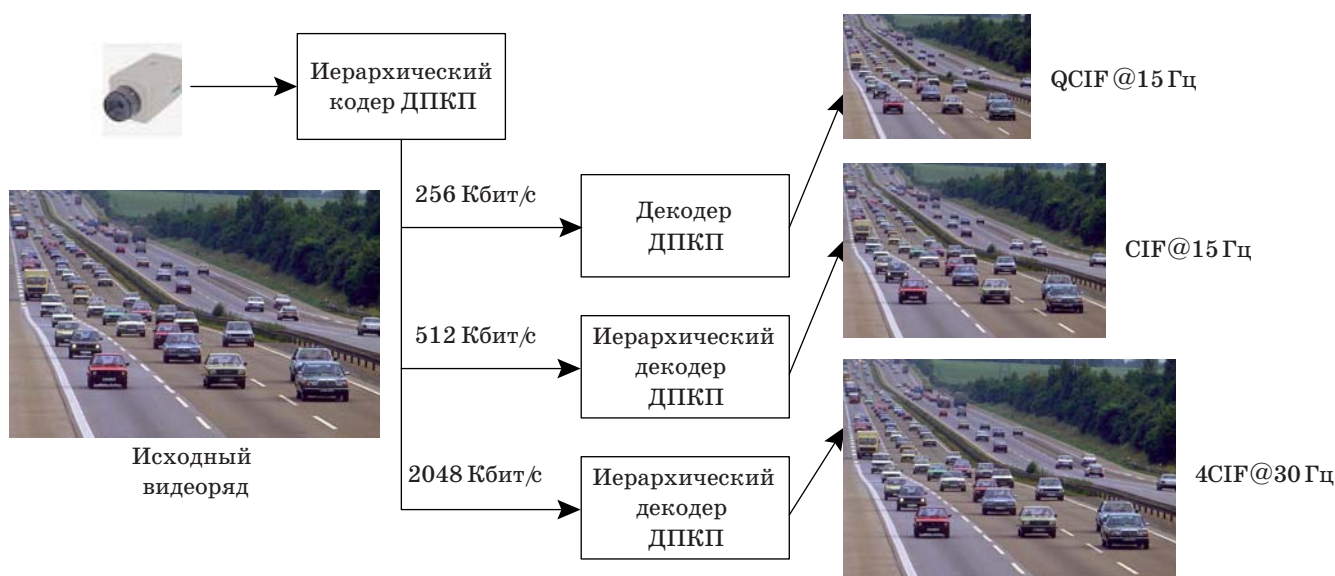 Иерархический
кодер ДПКП
QCIF@15 Гц
256 Кбит/с
Декодер
ДПКП
CIF@15 Гц
512 Кбит/с
Иерархический
декодер
ДПКП
Исходный
видеоряд
2048 Кбит/с
Иерархический
декодер
ДПКП
4CIF@30 Гц